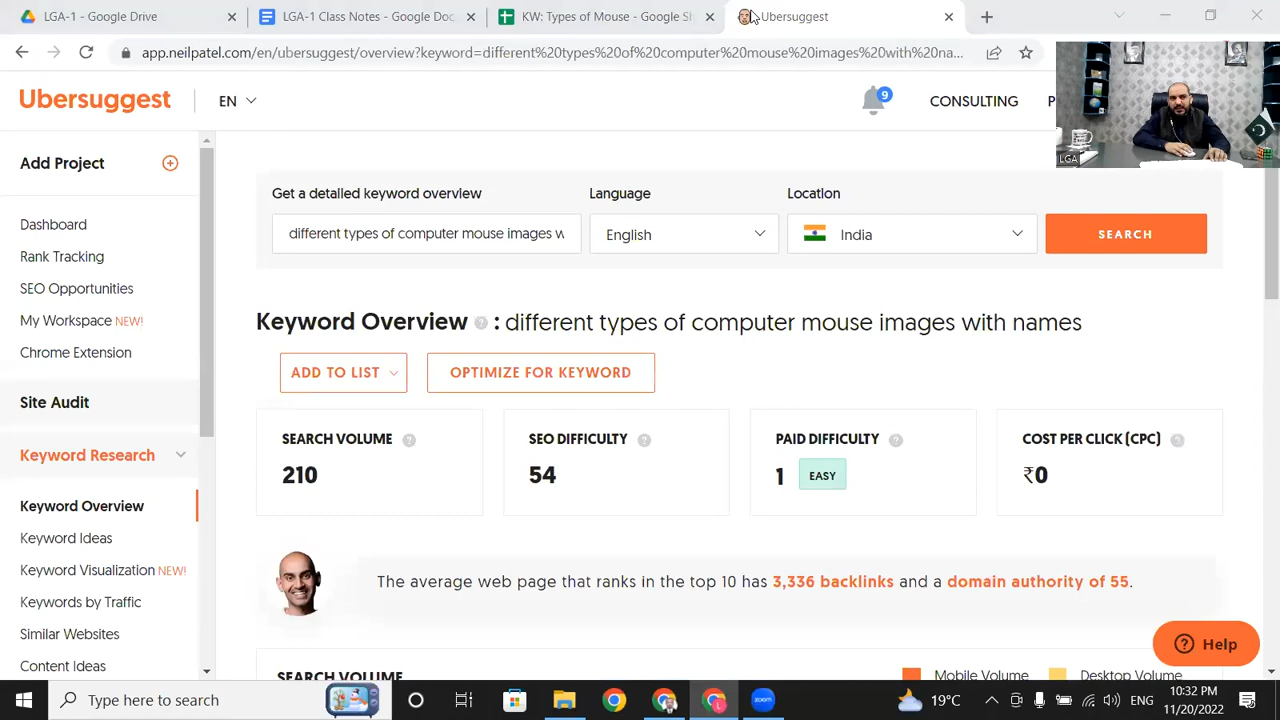 LGA-1 - Google Drive
LGA-1 Class Notes - Google Doc
KW: Types of Mouse - Google S
Ubersuggest
app.neilpatel.com/en/ubersuggest/overview?keyword=different%20types%20of%20computer%20mouse%20images%20with%20na...
Ubersuggest
EN
9
CONSULTING
P
LGA
Add Project
Dashboard
Rank Tracking
SEO Opportunities
My Workspace NEW!
Chrome Extension
Site Audit
Keyword Research
Keyword Overview
Keyword Ideas
Keyword Visualization NEW!
Keywords by Traffic
Similar Websites
Content Ideas
Get a detailed keyword overview
Language
Location
different types of computer mouse images w
English
India
SEARCH
Keyword Overview ? : different types of computer mouse images with names
ADD TO LIST
OPTIMIZE FOR KEYWORD
SEARCH VOLUME ?
210
SEO DIFFICULTY ?
54
PAID DIFFICULTY ?
1 EASY
COST PER CLICK (CPC) ?
₹0
The average web page that ranks in the top 10 has 3,336 backlinks and a domain authority of 55.
SEARCH VOLUME
Mobile Volume
Desktop Volume
? Help
Type here to search
zoom
19°C
ENG
10:32 PM
11/20/2022